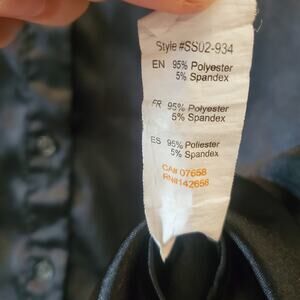 Style #SS02-934
EN 95% Polyester
5% Spandex
FR 95% Polyester
5% Spandex
ES 95% Poliester
5% Spandex
CA# 07658
RN#142658